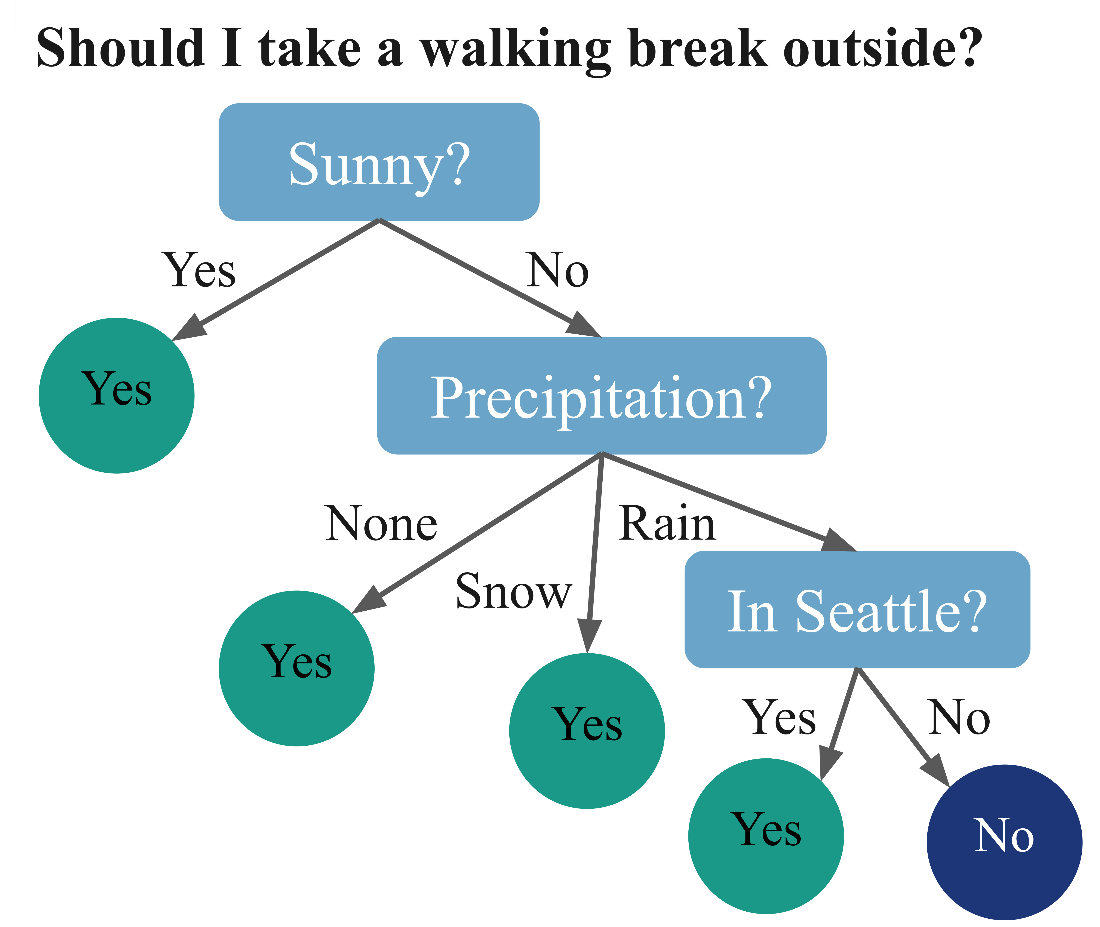 Should I take a walking break outside?
Sunny?
Yes
No
Yes
Precipitation?
None
Snow
Rain
Yes
Yes
In Seattle?
Yes
No
Yes
No